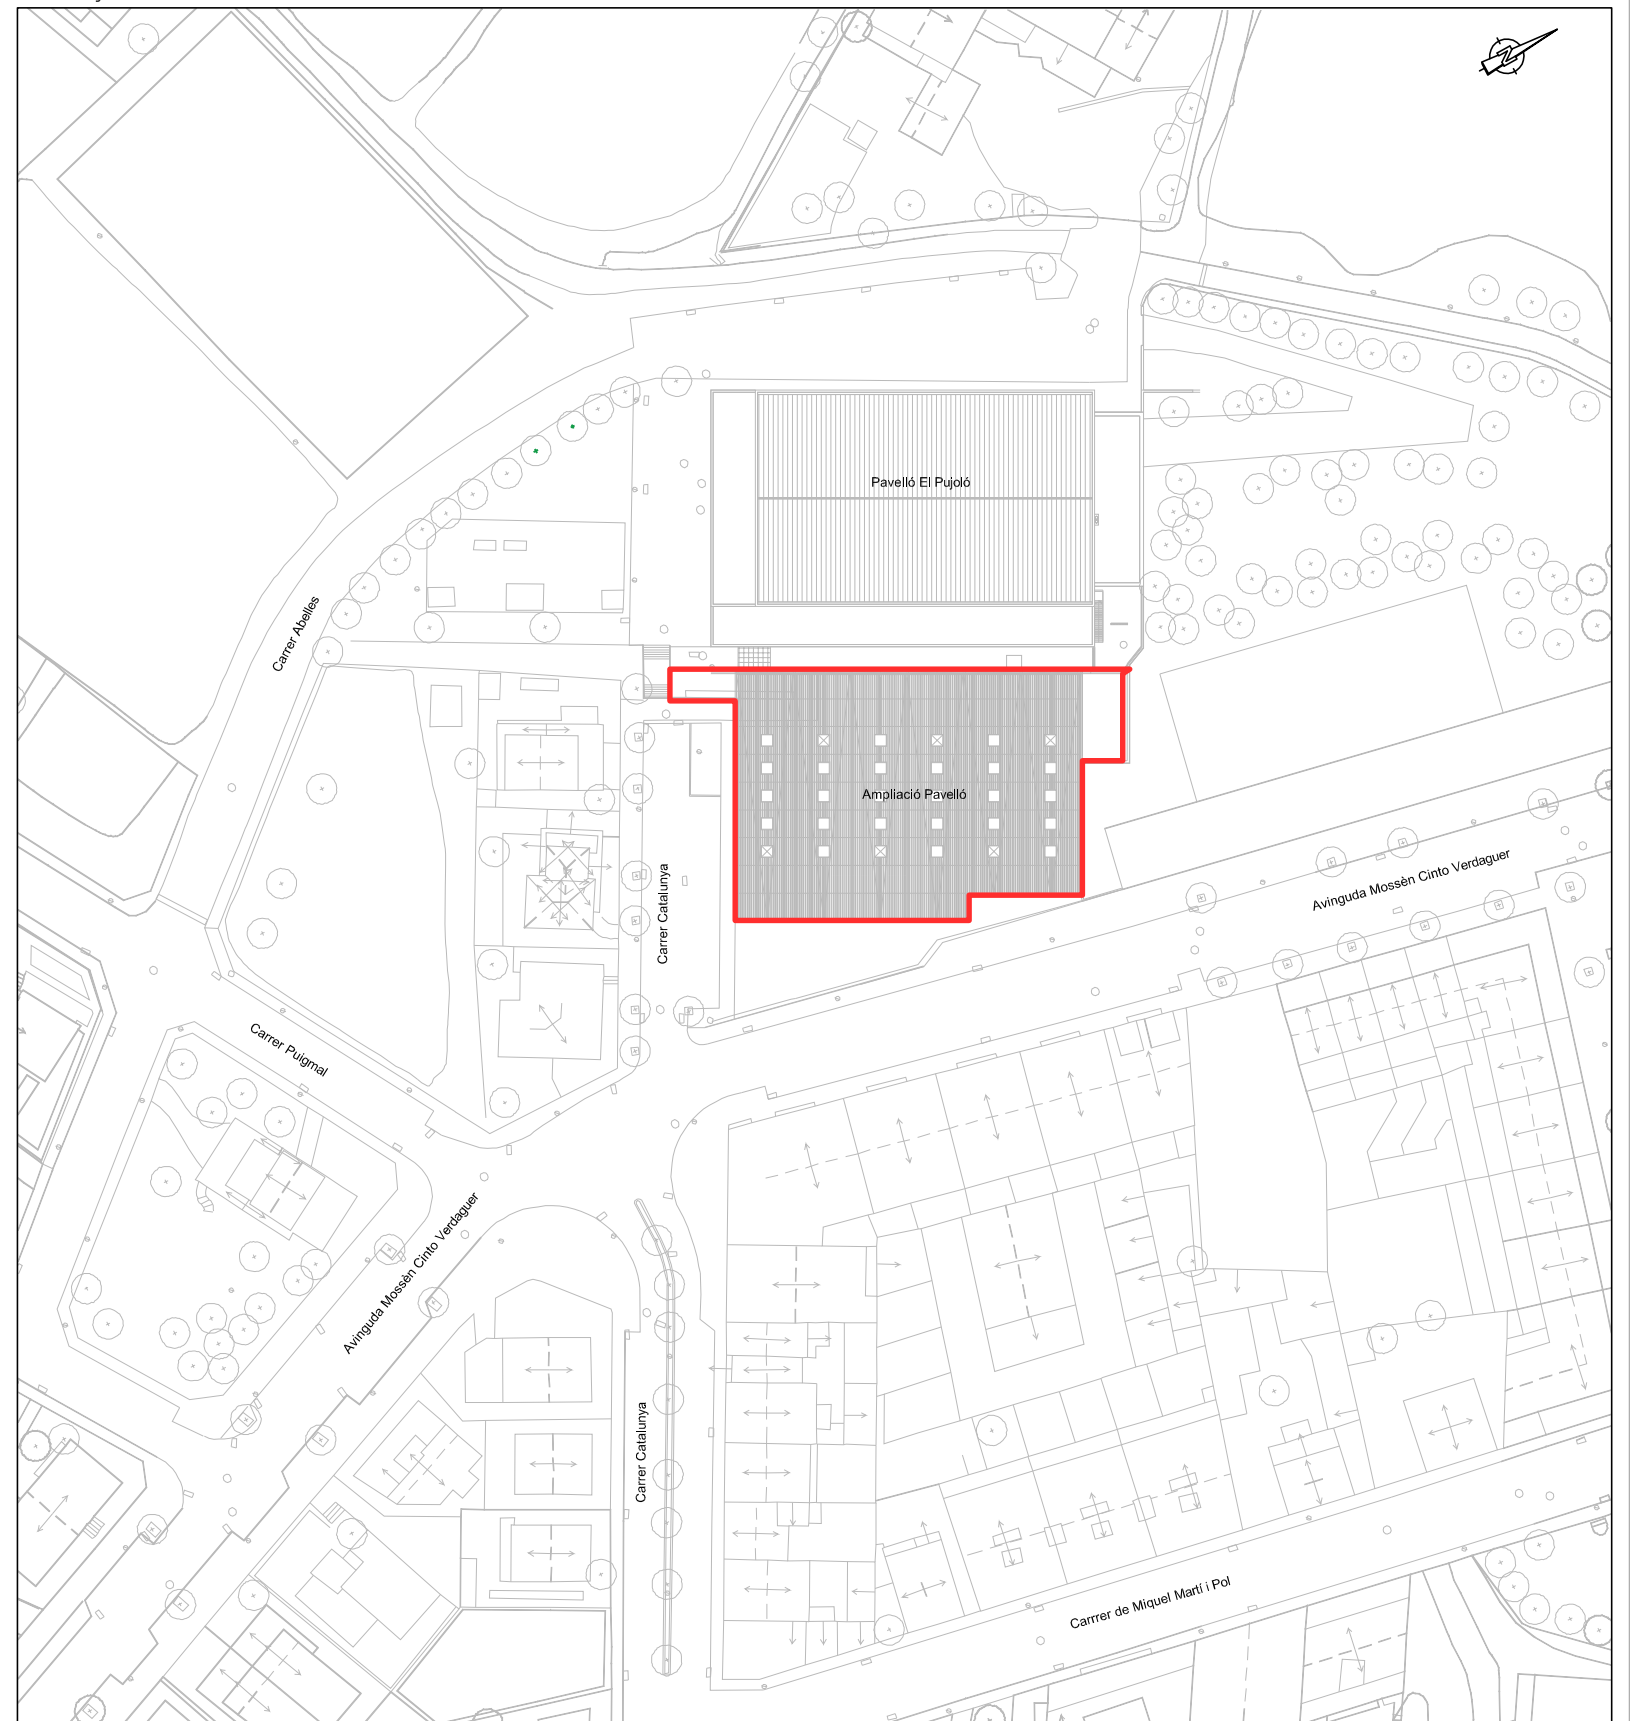 Pavelló El Pujoló
Carrer Abelles
Ampliació Pavelló
Avinguda Mossèn Cinto Verdaguer
Carrer Catalunya
Carrer Puigmal
Avinguda Mossèn Cinto Verdaguer
Carrer Catalunya
Carrrer de Miquel Martí i Pol